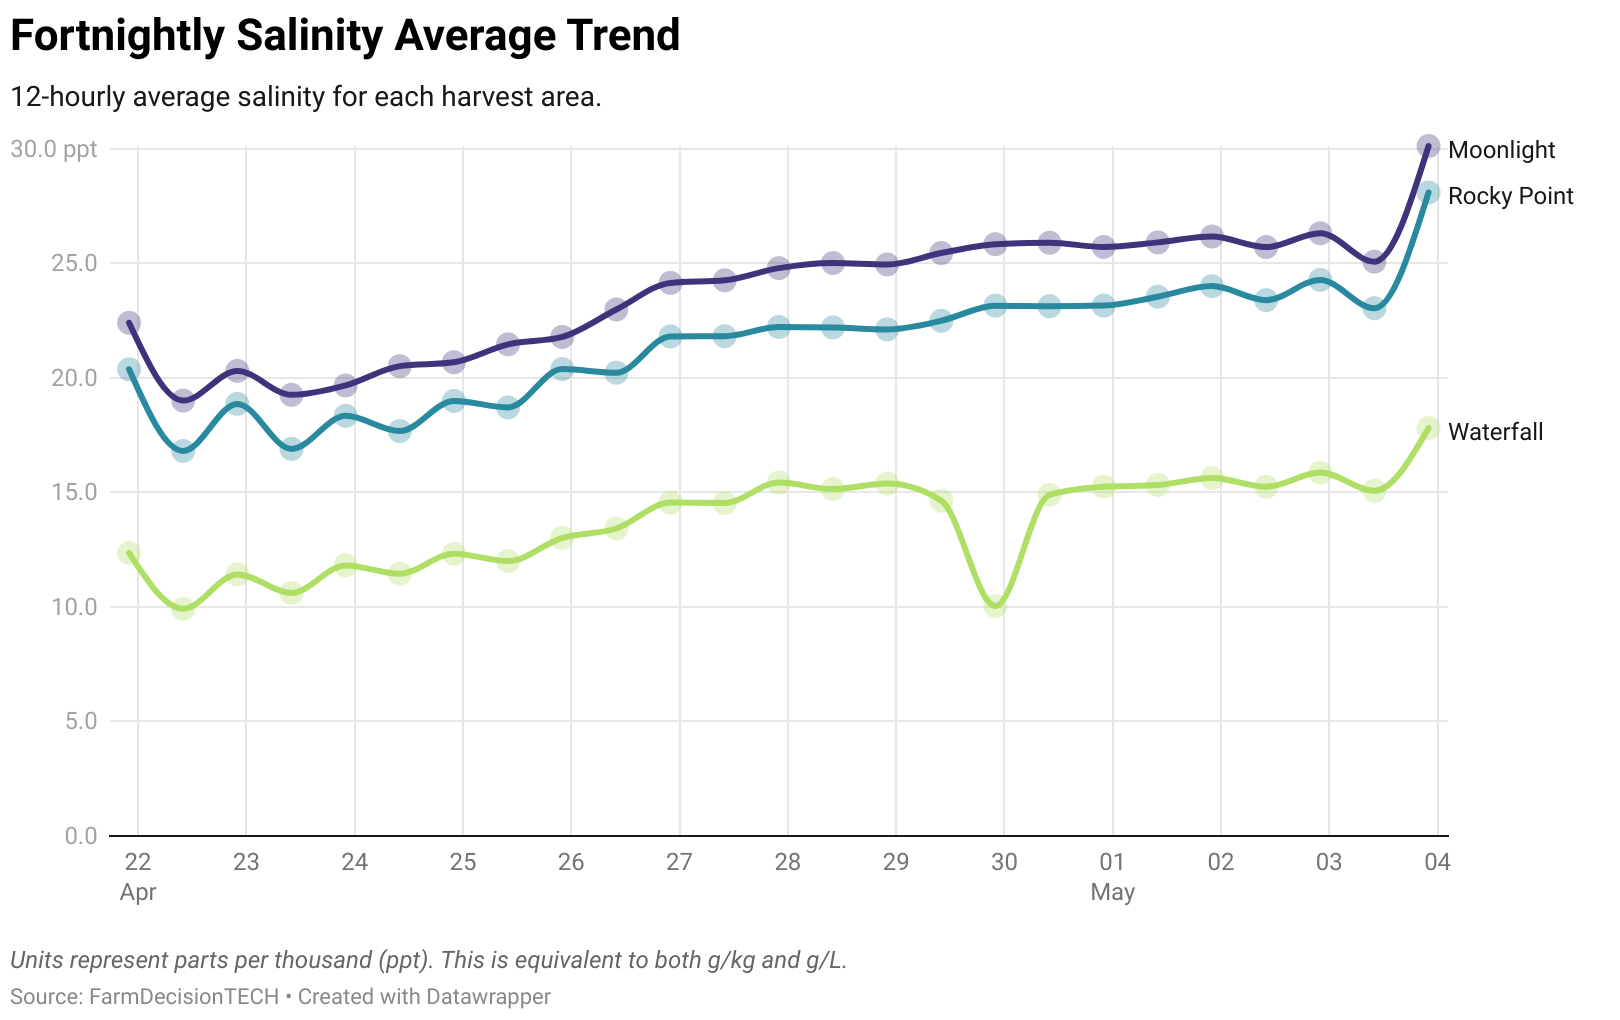 Fortnightly Salinity Average Trend
12-hourly average salinity for each harvest area.
30.0 ppt
Moonlight
Rocky Point
25.0
20.0
Waterfall
15.0
10.0
5.0
0.0
22 23 24 25 26 27 28 29 30 01 02 03 04
Apr May
Units represent parts per thousand (ppt). This is equivalent to both g/kg and g/L.
Source: FarmDecisionTECH • Created with Datawrapper